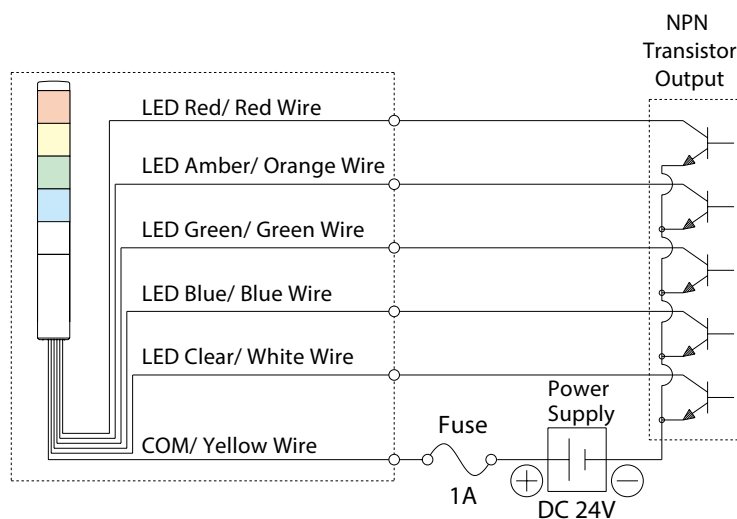 NPN
Transistor
Output
LED Red/ Red Wire
LED Amber/ Orange Wire
LED Green/ Green Wire
LED Blue/ Blue Wire
LED Clear/ White Wire
COM/ Yellow Wire
Fuse
1A
Power
Supply
+
−
DC 24V